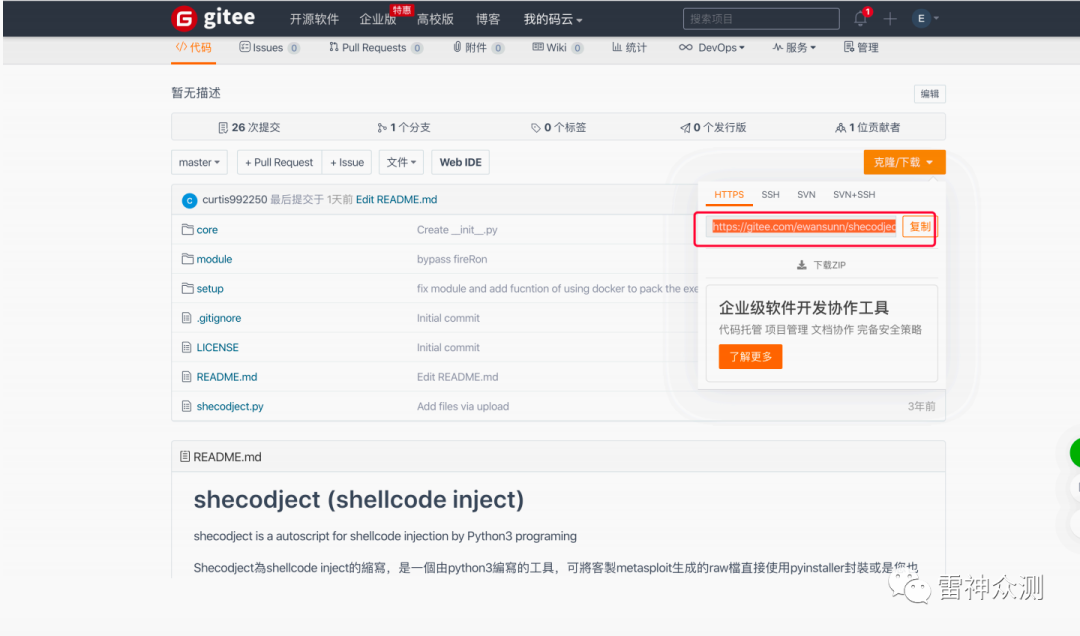 gitee 开源软件 企业版 特惠 高校版 博客 我的码云 搜索项目 1 E
代码 Issues 0 Pull Requests 0 附件 0 Wiki 0 统计 DevOps 服务 管理
暂无描述 编辑
26 次提交 1 个分支 0 个标签 0 个发行版 1 位贡献者
master + Pull Request + Issue 文件 Web IDE 克隆/下载
HTTPS SSH SVN SVN+SSH
C curtis992250 最后提交于 1天前 Edit README.md
https://gitee.com/ewansunn/shecodjec 复制
core Create __init__.py
module bypass fireRon
下载ZIP
setup fix module and add fucntion of using docker to pack the exe
企业级软件开发协作工具
.gitignore Initial commit
代码托管 项目管理 文档协作 完备安全策略
LICENSE Initial commit
了解更多
README.md Edit README.md
shecodject.py Add files via upload 3年前
README.md
shecodject (shellcode inject)
shecodject is a autoscript for shellcode injection by Python3 programing
Shecodject為shellcode inject的縮寫，是一個由python3編寫的工具，可將客製metasploit生成的raw檔直接使用pyinstaller封裝或是您也
雷神众测